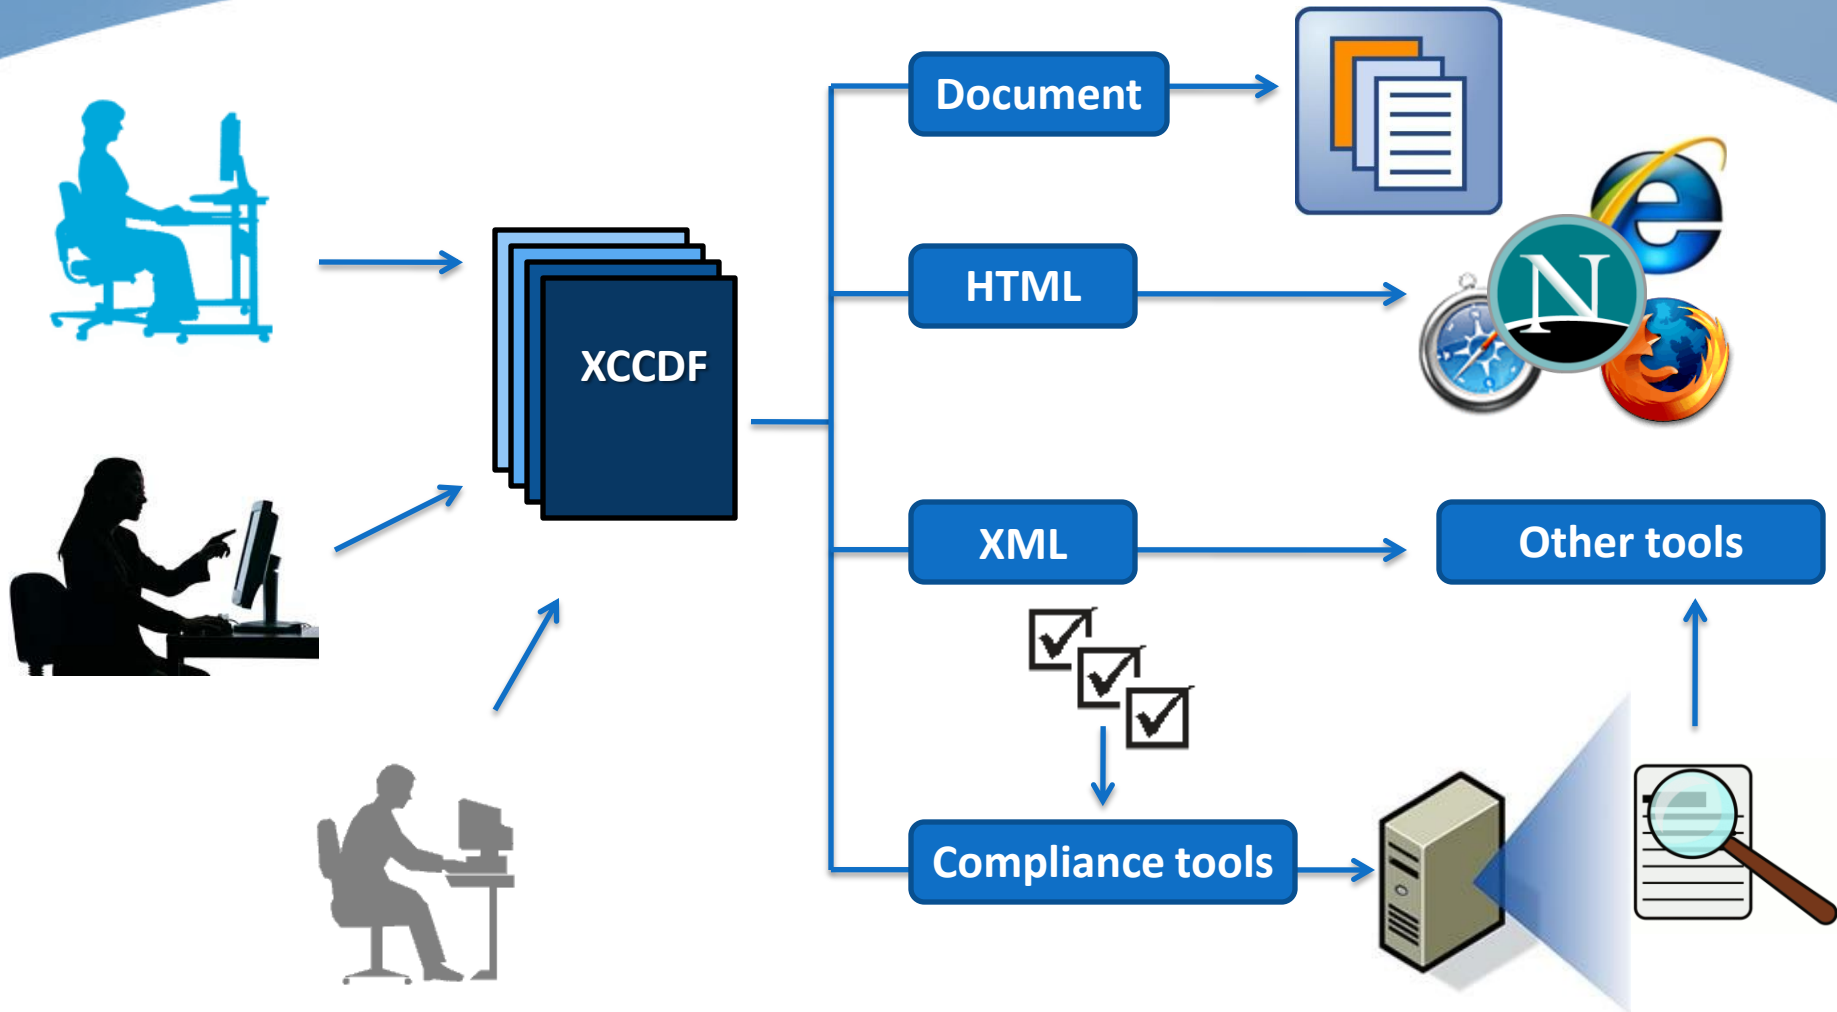 Document
HTML
XCCDF
N
XML
Other tools
Compliance tools